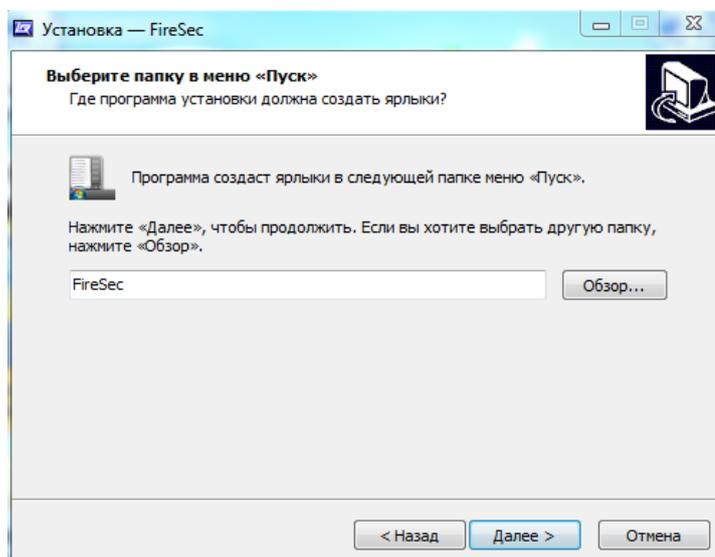 Установка — FireSec
Выберите папку в меню «Пуск»
Где программа установки должна создать ярлыки?
Программа создаст ярлыки в следующей папке меню «Пуск».
Нажмите «Далее», чтобы продолжить. Если вы хотите выбрать другую папку,
нажмите «Обзор».
FireSec
Обзор...
< Назад
Далее >
Отмена